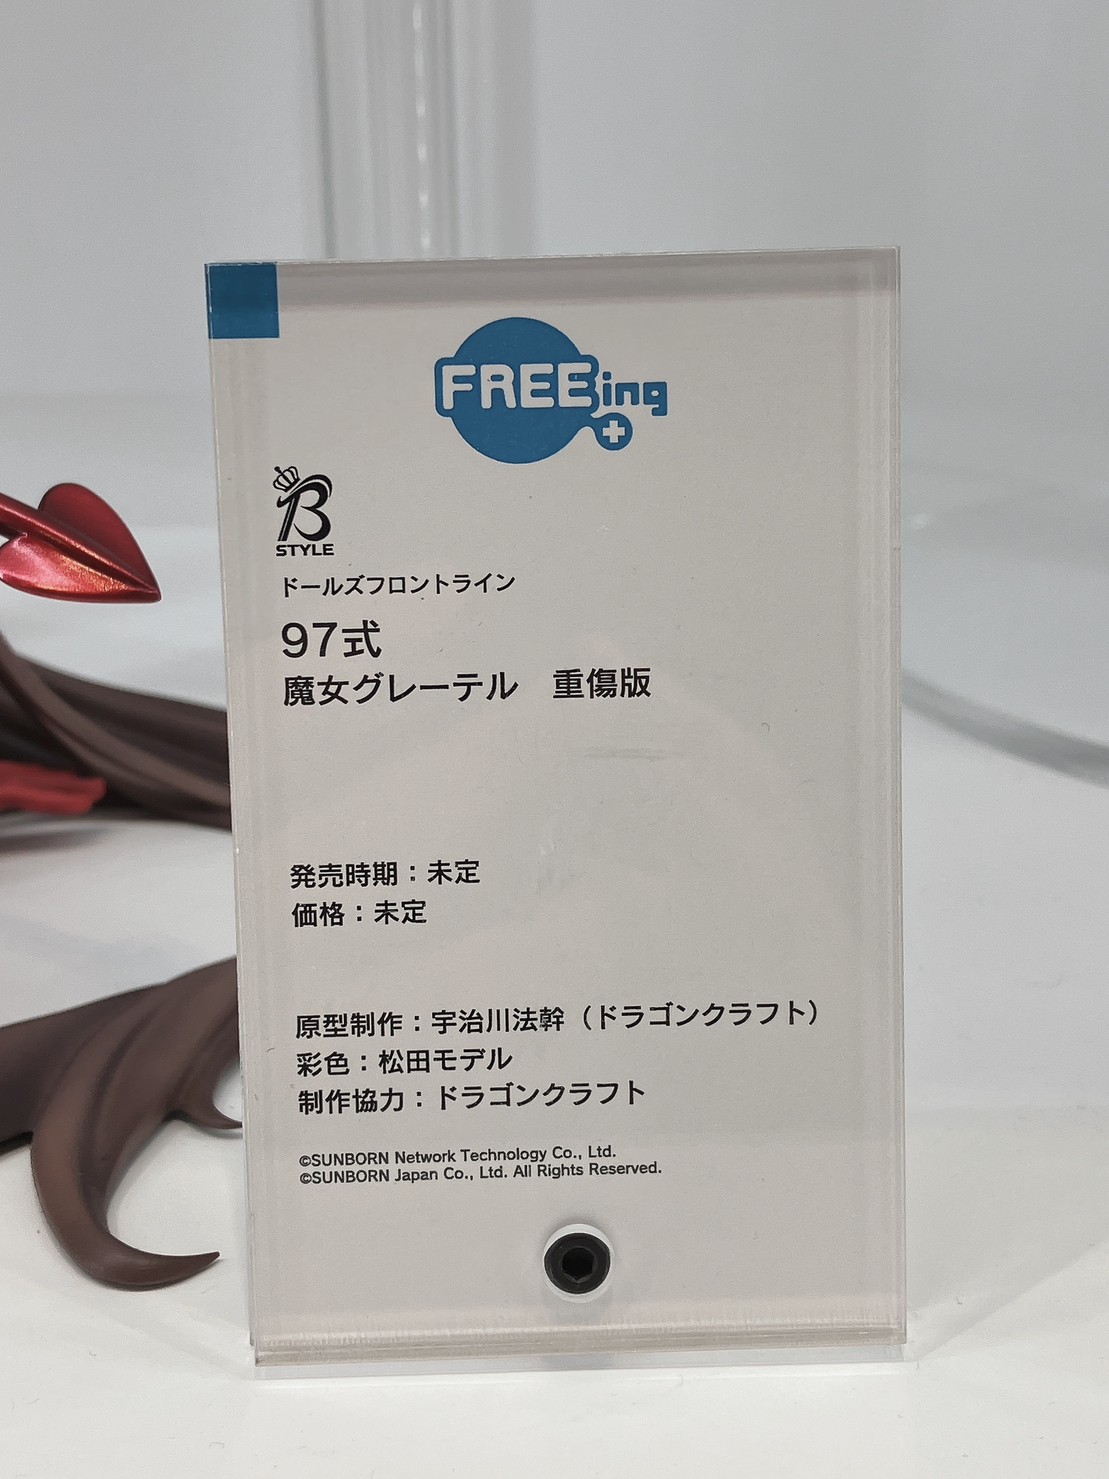 FREEing
B
STYLE
ドールズフロントライン
97式
魔女グレーテル　重傷版
発売時期：未定
価格：未定
原型制作：宇治川法幹（ドラゴンクラフト）
彩色：松田モデル
制作協力：ドラゴンクラフト
©SUNBORN Network Technology Co., Ltd.
©SUNBORN Japan Co., Ltd. All Rights Reserved.